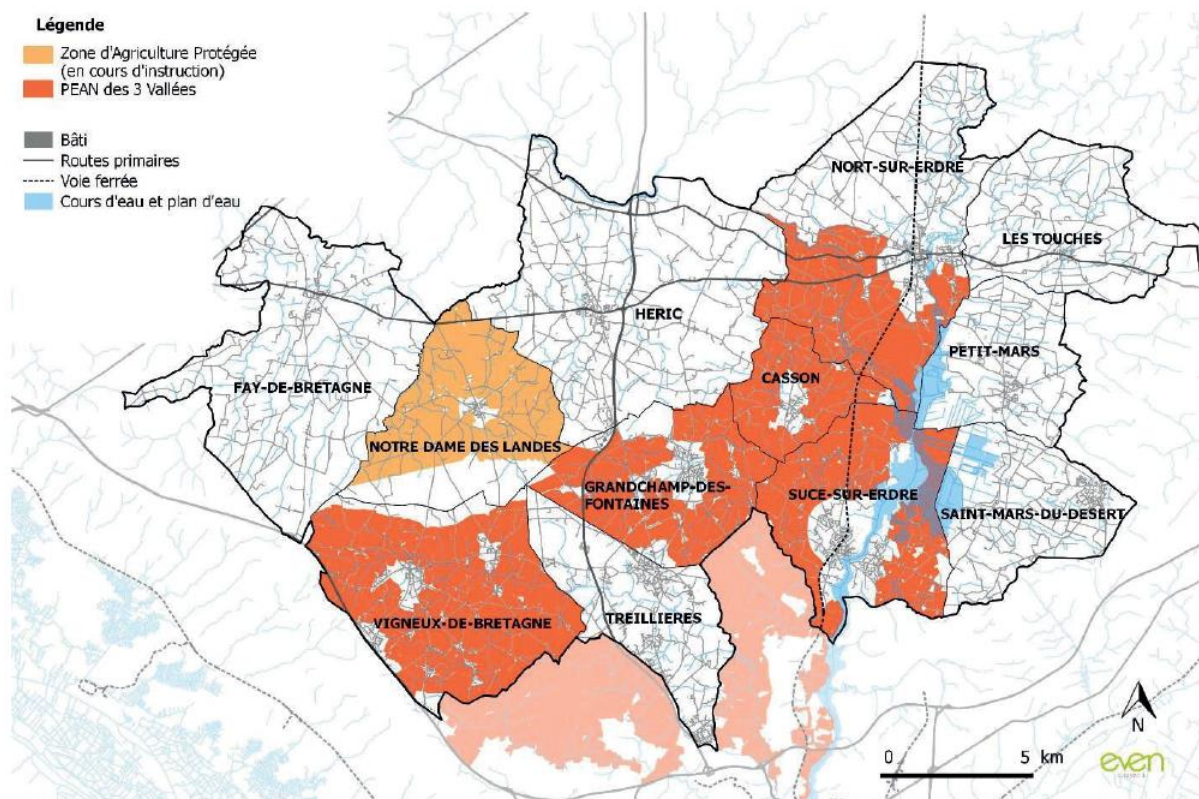 Légende
Zone d'Agriculture Protégée
(en cours d'instruction)
PEAN des 3 Vallées
Bâti
Routes primaires
Voie ferrée
Cours d'eau et plan d'eau
NORT-SUR-ERDRE
LES TOUCHES
HERIC
PETIT-MARS
CASSON
FAY-DE-BRETAGNE
NOTRE DAME DES LANDES
GRANDCHAMP-DES-
FONTAINES
SUCE-SUR-ERDRE
SAINT-MARS-DU-DESERT
TREILLIERES
VIGNEUX-DE-BRETAGNE
N
0 5 km
even